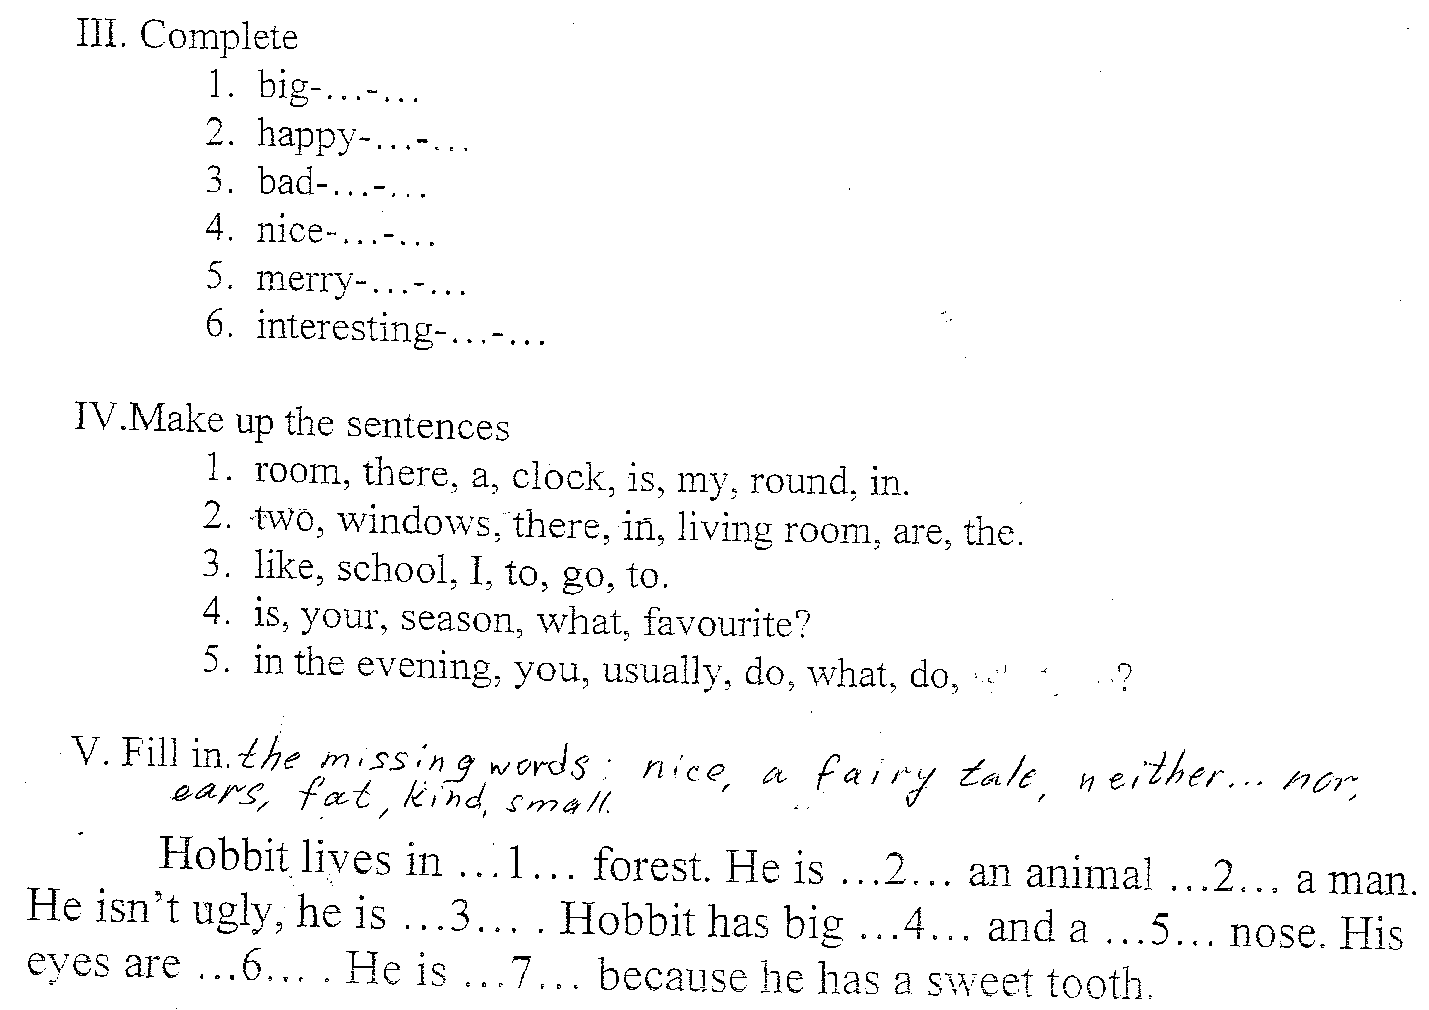 III. Complete
1. big-...-...
2. happy-...-...
3. bad-...-...
4. nice-...-...
5. merry-...-...
6. interesting-...-...
IV.Make up the sentences
1. room, there, a, clock, is, my, round, in.
2. two, windows, there, in, living room, are, the.
3. like, school, I, to, go, to.
4. is, your, season, what, favourite?
5. in the evening, you, usually, do, what, do, ?
V. Fill in. the missing words: nice, a fairy tale, neither... nor,
ears, fat, kind, small.
Hobbit lives in ...1... forest. He is ...2... an animal ...2... a man.
He isn't ugly, he is ...3... . Hobbit has big ...4... and a ...5... nose. His
eyes are ...6... . He is ...7... because he has a sweet tooth.